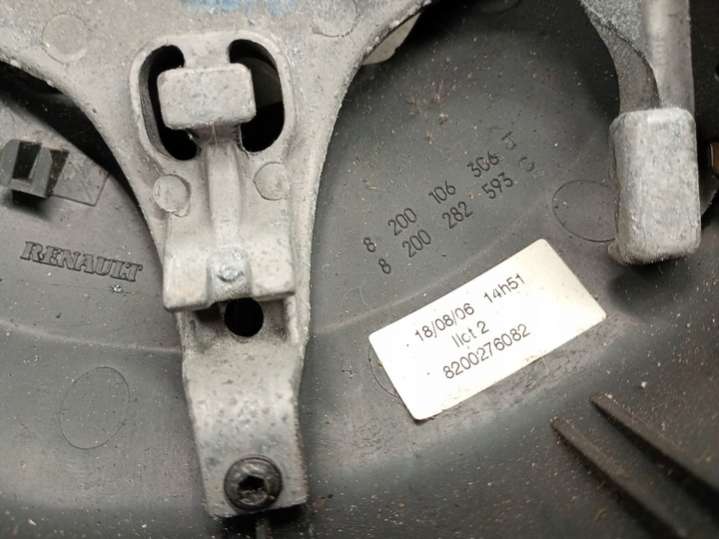 RENAULT
8 200 106 306 J
8 200 282 593 C
18/08/06 14h51
llct 2
8200276082